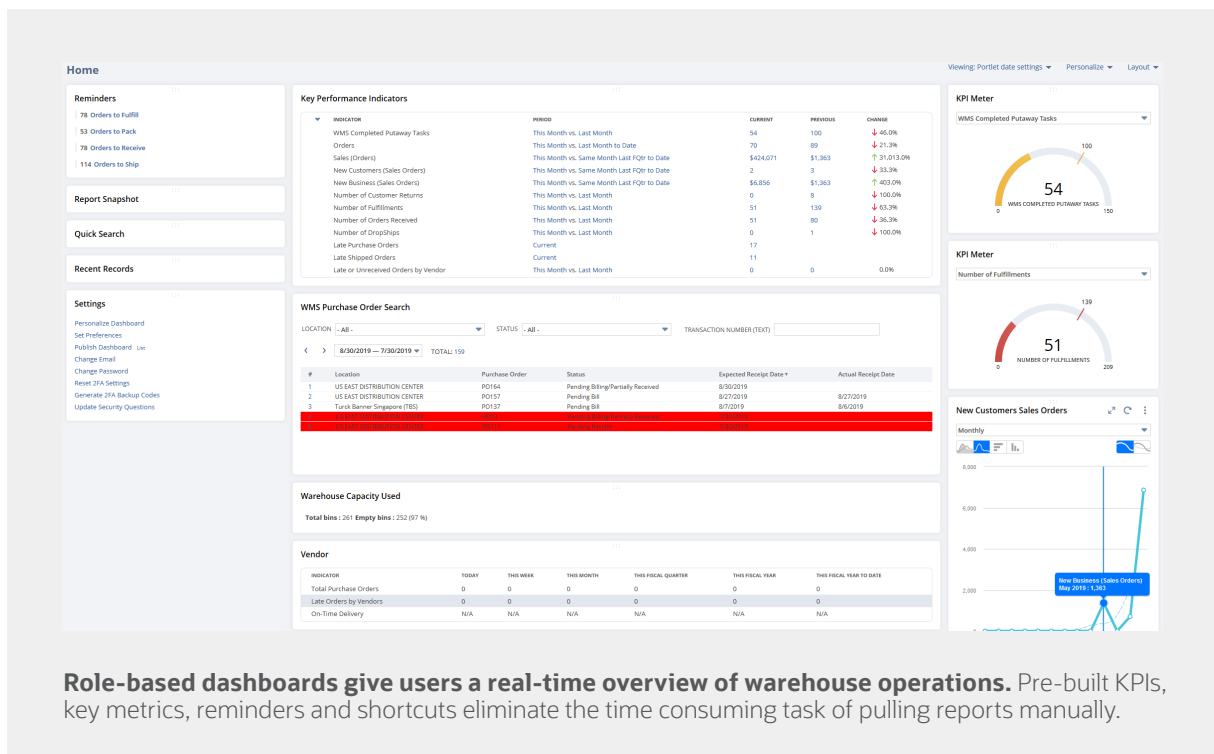 Home
Viewing: Portlet date settings Personalize Layout
Reminders
78 Orders to Fulfill
53 Orders to Pack
78 Orders to Receive
114 Orders to Ship
Report Snapshot
Quick Search
Recent Records
Settings
Personalize Dashboard
Set Preferences
Publish Dashboard List
Change Email
Change Password
Reset 2FA Settings
Generate 2FA Backup Codes
Update Security Questions
Key Performance Indicators
INDICATOR PERIOD CURRENT PREVIOUS CHANGE
WMS Completed Putaway Tasks This Month vs. Last Month 54 100 46.0%
Orders This Month vs. Last Month to Date 70 89 21.3%
Sales (Orders) This Month vs. Same Month Last FQtr to Date $424,071 $1,363 31,013.0%
New Customers (Sales Orders) This Month vs. Same Month Last FQtr to Date 2 3 33.3%
New Business (Sales Orders) This Month vs. Same Month Last FQtr to Date $6,856 $1,363 403.0%
Number of Customer Returns This Month vs. Last Month 0 8 100.0%
Number of Fulfillments This Month vs. Last Month 51 139 63.3%
Number of Orders Received This Month vs. Last Month 51 80 36.3%
Number of DropShips This Month vs. Last Month 0 1 100.0%
Late Purchase Orders Current 17
Late Shipped Orders Current 11
Late or Unreceived Orders by Vendor This Month vs. Last Month 0 0 0.0%
WMS Purchase Order Search
LOCATION - All - STATUS - All - TRANSACTION NUMBER (TEXT)
8/30/2019 — 7/30/2019 TOTAL: 159
# Location Purchase Order Status Expected Receipt Date Actual Receipt Date
1 US EAST DISTRIBUTION CENTER PO164 Pending Billing/Partially Received 8/30/2019
2 US EAST DISTRIBUTION CENTER PO157 Pending Bill 8/27/2019 8/27/2019
3 Turck Banner Singapore (TBS) PO137 Pending Bill 8/7/2019 8/6/2019
US EAST DISTRIBUTION CENTER
US EAST DISTRIBUTION CENTER
Warehouse Capacity Used
Total bins : 261 Empty bins : 252 (97 %)
Vendor
INDICATOR TODAY THIS WEEK THIS MONTH THIS FISCAL QUARTER THIS FISCAL YEAR THIS FISCAL YEAR TO DATE
Total Purchase Orders 0 0 0 0 0 0
Late Orders by Vendors 0 0 0 0 0 0
On-Time Delivery N/A N/A N/A N/A N/A N/A
KPI Meter
WMS Completed Putaway Tasks
100
54
WMS COMPLETED PUTAWAY TASKS
0 150
KPI Meter
Number of Fulfillments
139
51
NUMBER OF FULFILLMENTS
0 209
New Customers Sales Orders
Monthly
8,000
6,000
4,000
2,000
New Business (Sales Orders)
May 2019 : 1,363
Role-based dashboards give users a real-time overview of warehouse operations. Pre-built KPIs,
key metrics, reminders and shortcuts eliminate the time consuming task of pulling reports manually.